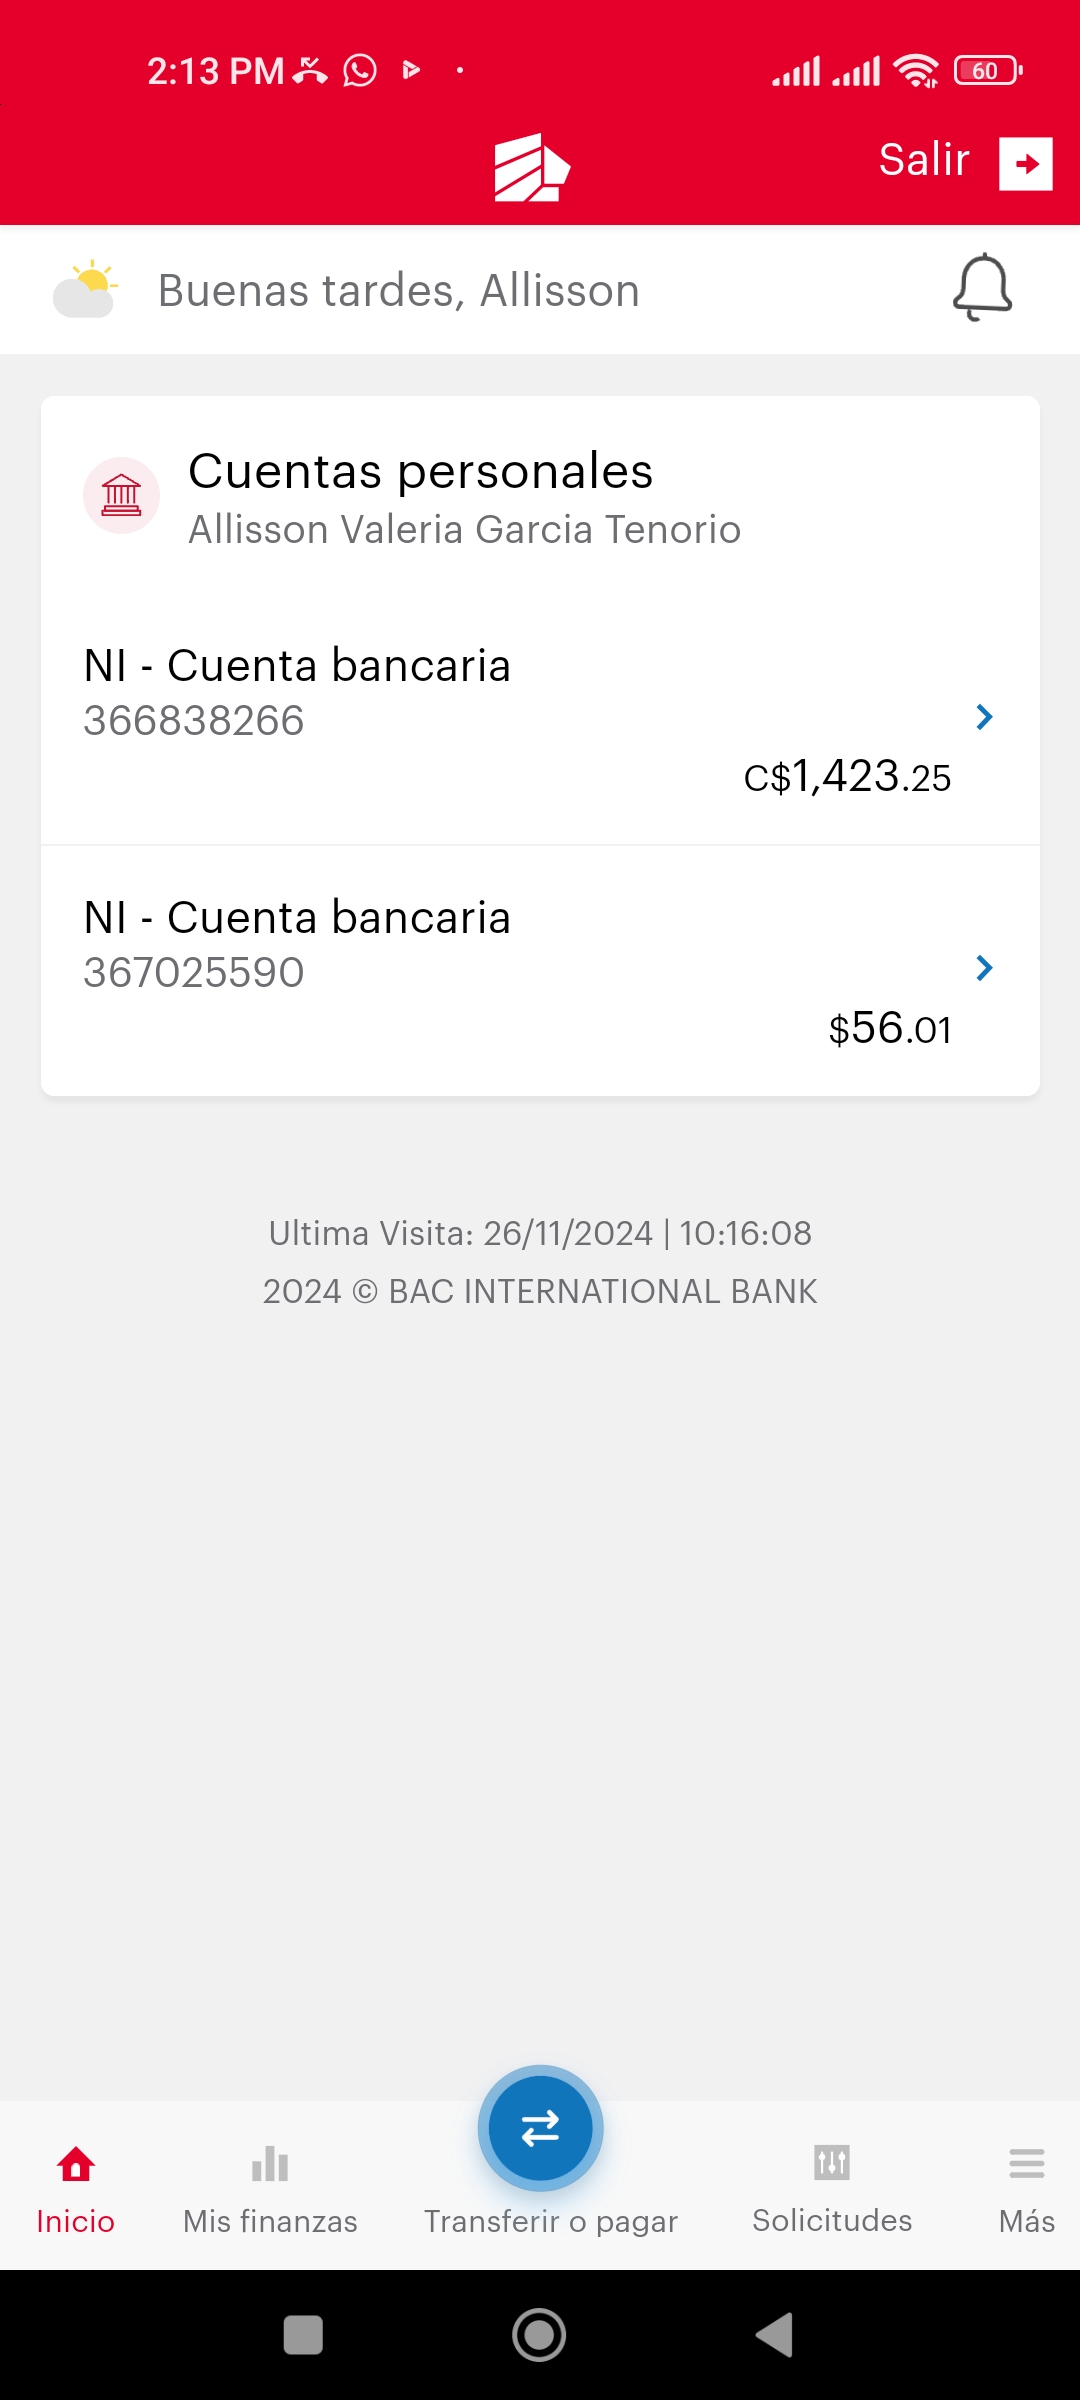 2:13 PM
60
Salir
Buenas tardes, Allisson
Cuentas personales
Allisson Valeria Garcia Tenorio
NI - Cuenta bancaria
366838266
C$1,423.25
NI - Cuenta bancaria
367025590
$56.01
Ultima Visita: 26/11/2024 | 10:16:08
2024 © BAC INTERNATIONAL BANK
Inicio
Mis finanzas
Transferir o pagar
Solicitudes
Más